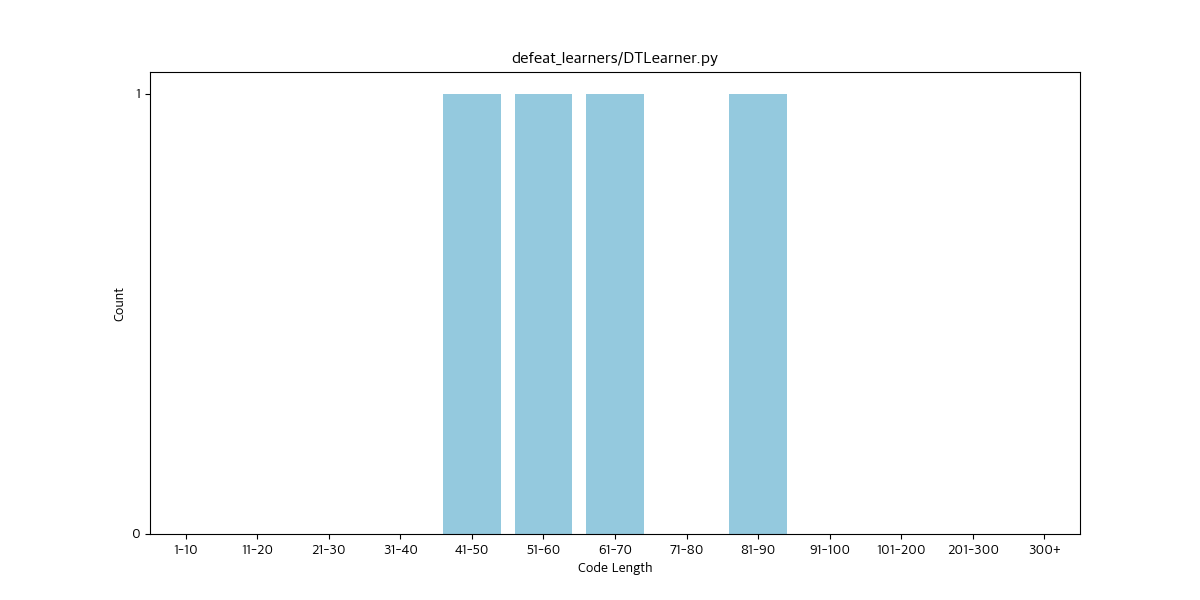 defeat_learners/DTLearner.py
1
Count
0
1-10 11-20 21-30 31-40 41-50 51-60 61-70 71-80 81-90 91-100 101-200 201-300 300+
Code Length